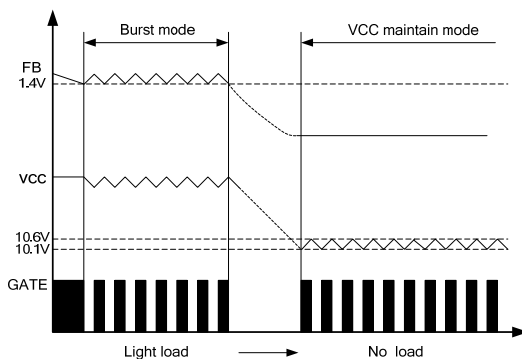 Burst mode
VCC maintain mode
FB
1.4V
VCC
10.6V
10.1V
GATE
Light load
No load